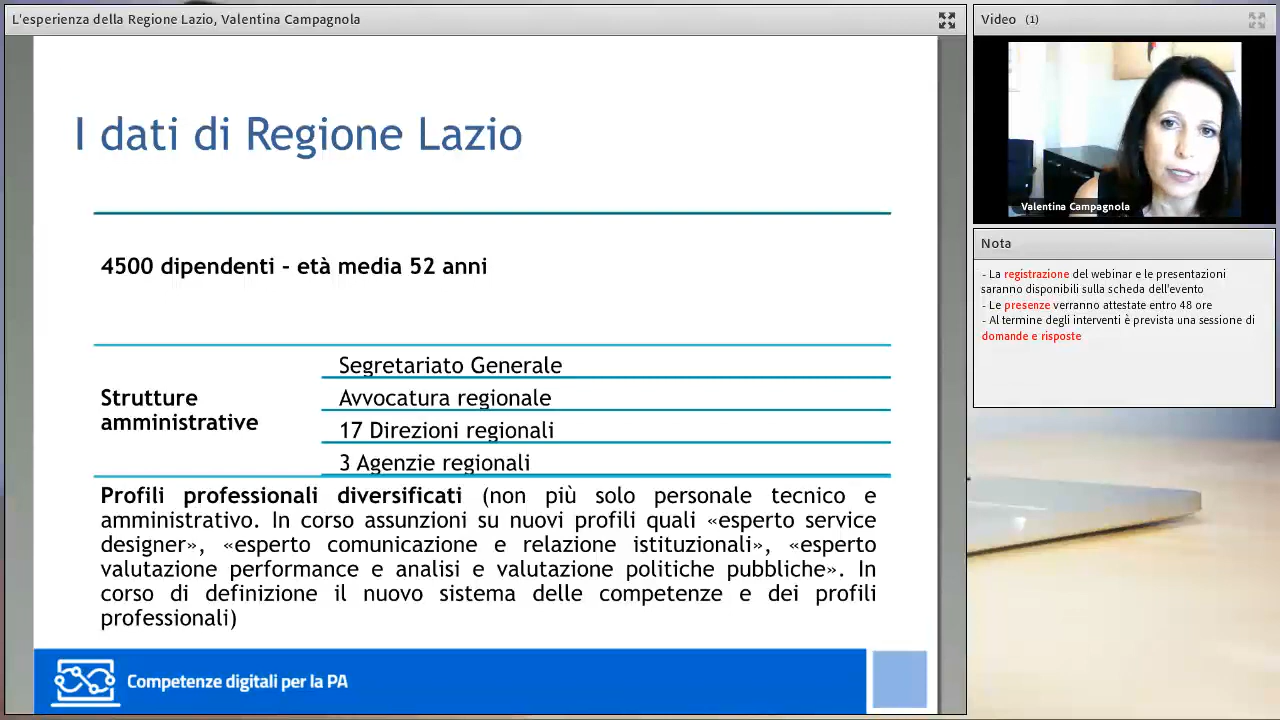 L'esperienza della Regione Lazio, Valentina Campagnola
I dati di Regione Lazio
4500 dipendenti - età media 52 anni
Strutture
amministrative
Segretariato Generale
Avvocatura regionale
17 Direzioni regionali
3 Agenzie regionali
Profili professionali diversificati (non più solo personale tecnico e
amministrativo. In corso assunzioni su nuovi profili quali «esperto service
designer», «esperto comunicazione e relazione istituzionali», «esperto
valutazione performance e analisi e valutazione politiche pubbliche». In
corso di definizione il nuovo sistema delle competenze e dei profili
professionali)
Competenze digitali per la PA
Video (1)
Valentina Campagnola
Nota
- La registrazione del webinar e le presentazioni
saranno disponibili sulla scheda dell'evento
- Le presenze verranno attestate entro 48 ore
- Al termine degli interventi è prevista una sessione di
domande e risposte